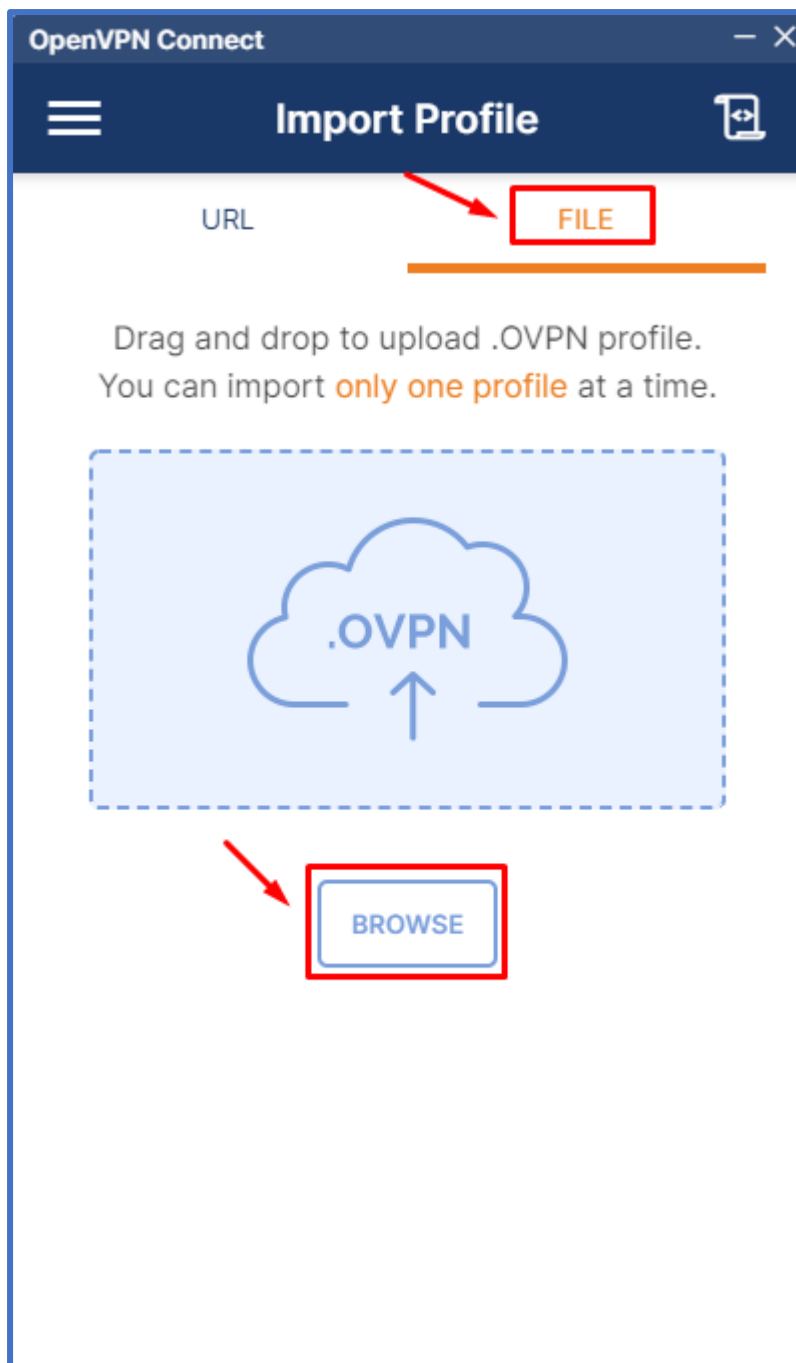 OpenVPN Connect
Import Profile
URL
FILE
Drag and drop to upload .OVPN profile.
You can import only one profile at a time.
.OVPN
BROWSE